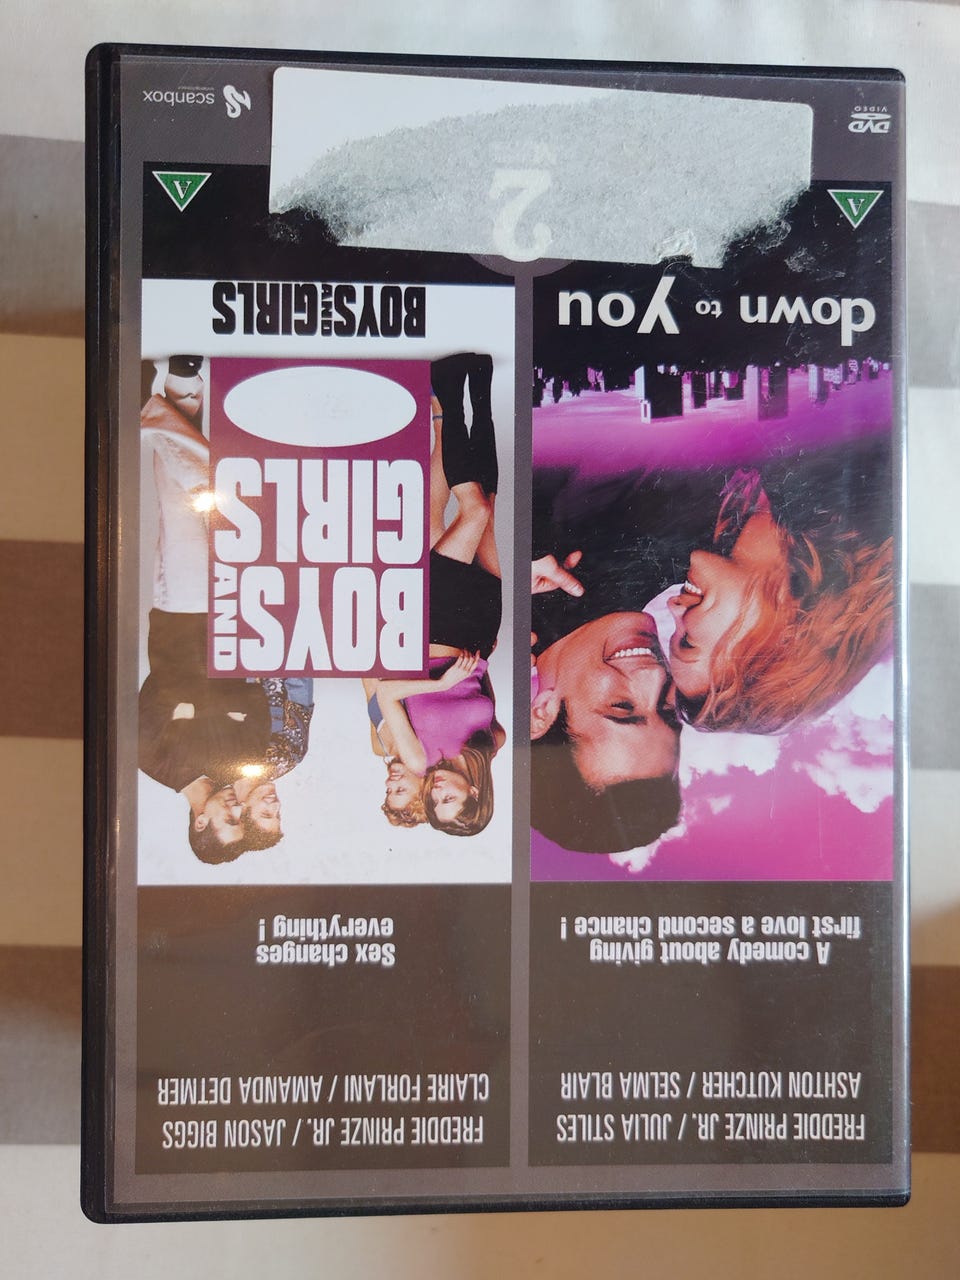 FREDDIE PRINZE JR. / JULIA STILES
ASHTON KUTCHER / SELMA BLAIR
A comedy about giving
first love a second chance !
down to you
A
DVD
VIDEO
FREDDIE PRINZE JR. / JASON BIGGS
CLAIRE FORLANI / AMANDA DETMER
Sex changes
everything !
BOYS
AND
GIRLS
BOYS AND GIRLS
A
2
scanbox
entertainment